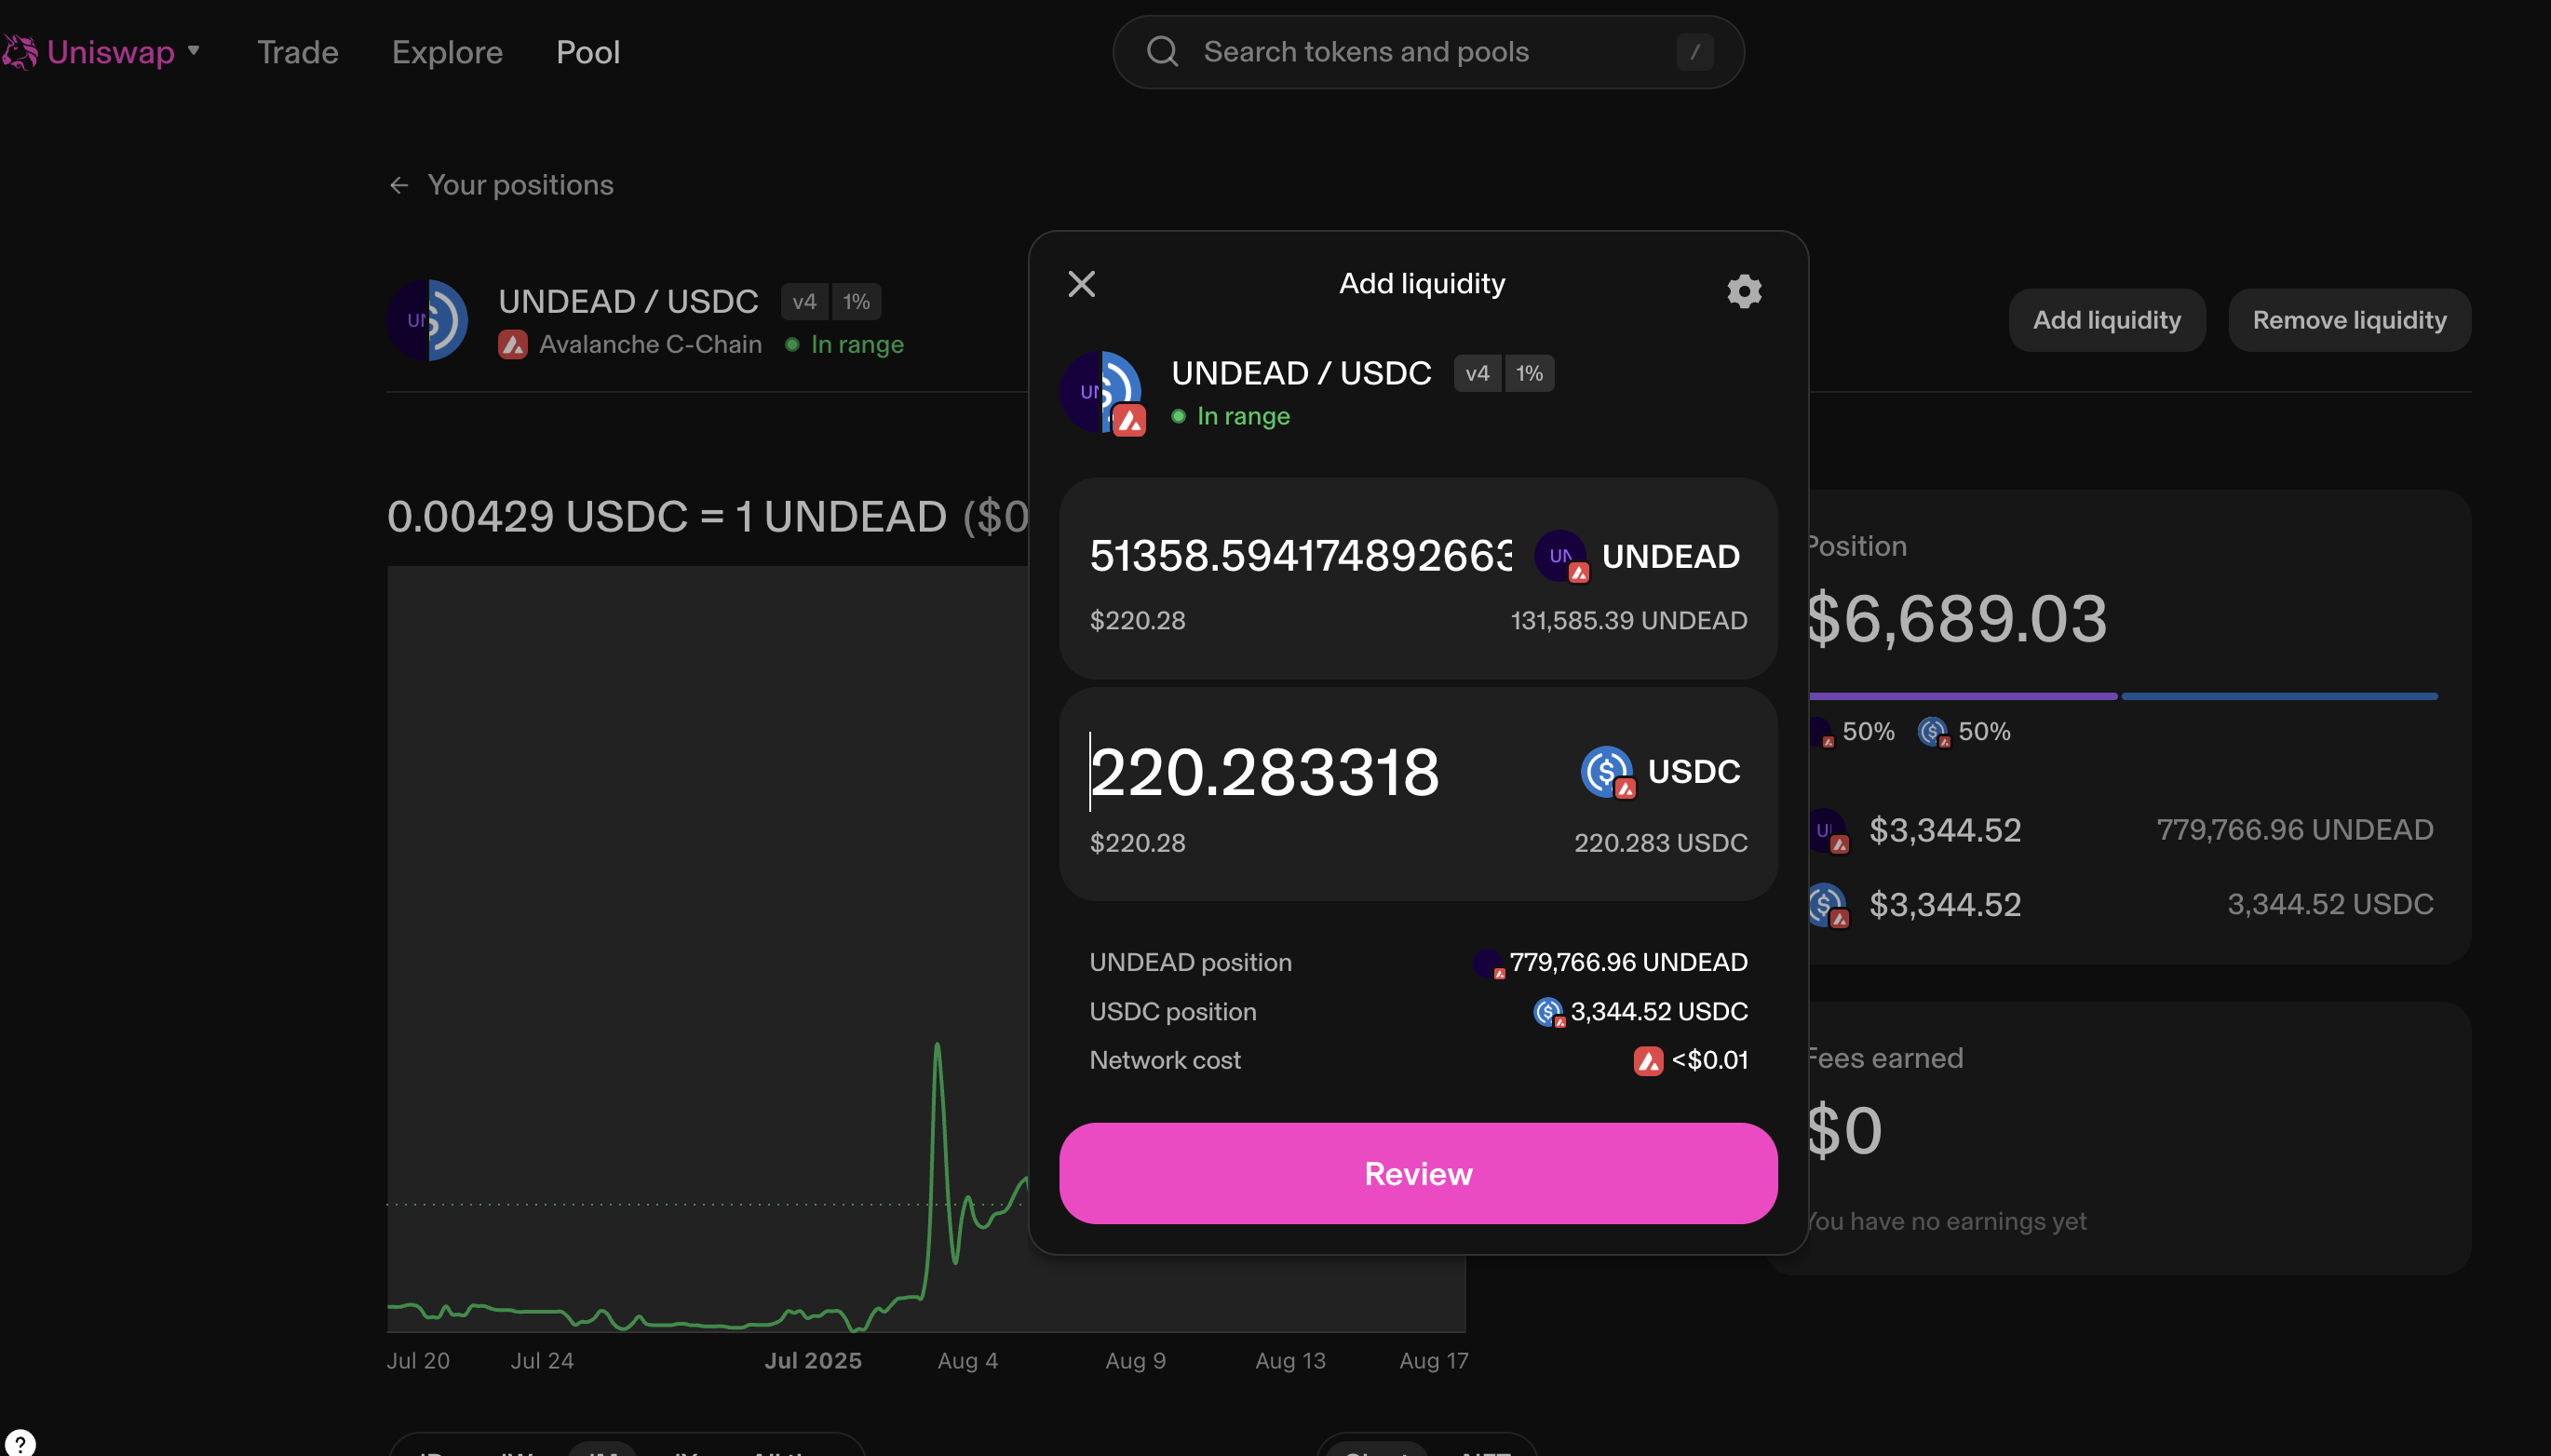 Uniswap
Trade
Explore
Pool
Search tokens and pools
/
Your positions
UNDEAD / USDC v4 1%
Avalanche C-Chain In range
Add liquidity
Remove liquidity
0.00429 USDC = 1 UNDEAD ($0
Jul 20
Jul 24
Jul 2025
Aug 4
Aug 9
Aug 13
Aug 17
Add liquidity
UNDEAD / USDC v4 1%
In range
51358.594174892663
UNDEAD
$220.28
131,585.39 UNDEAD
220.283318
USDC
$220.28
220.283 USDC
UNDEAD position
779,766.96 UNDEAD
USDC position
3,344.52 USDC
Network cost
<$0.01
Review
Position
$6,689.03
50%
50%
$3,344.52
779,766.96 UNDEAD
$3,344.52
3,344.52 USDC
Fees earned
$0
You have no earnings yet
?